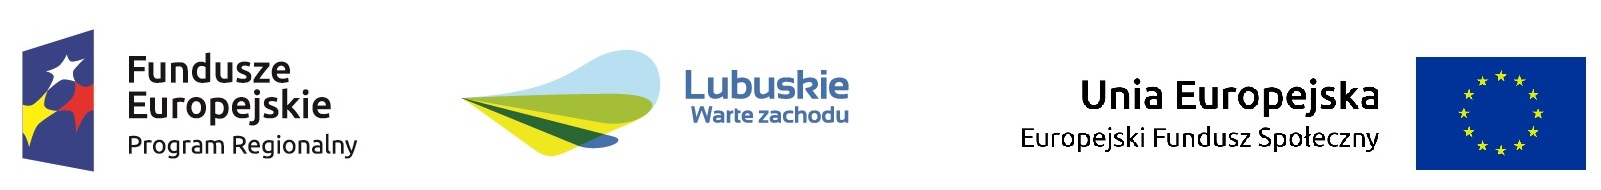 Fundusze
Europejskie
Program Regionalny
Lubuskie
Warte zachodu
Unia Europejska
Europejski Fundusz Społeczny